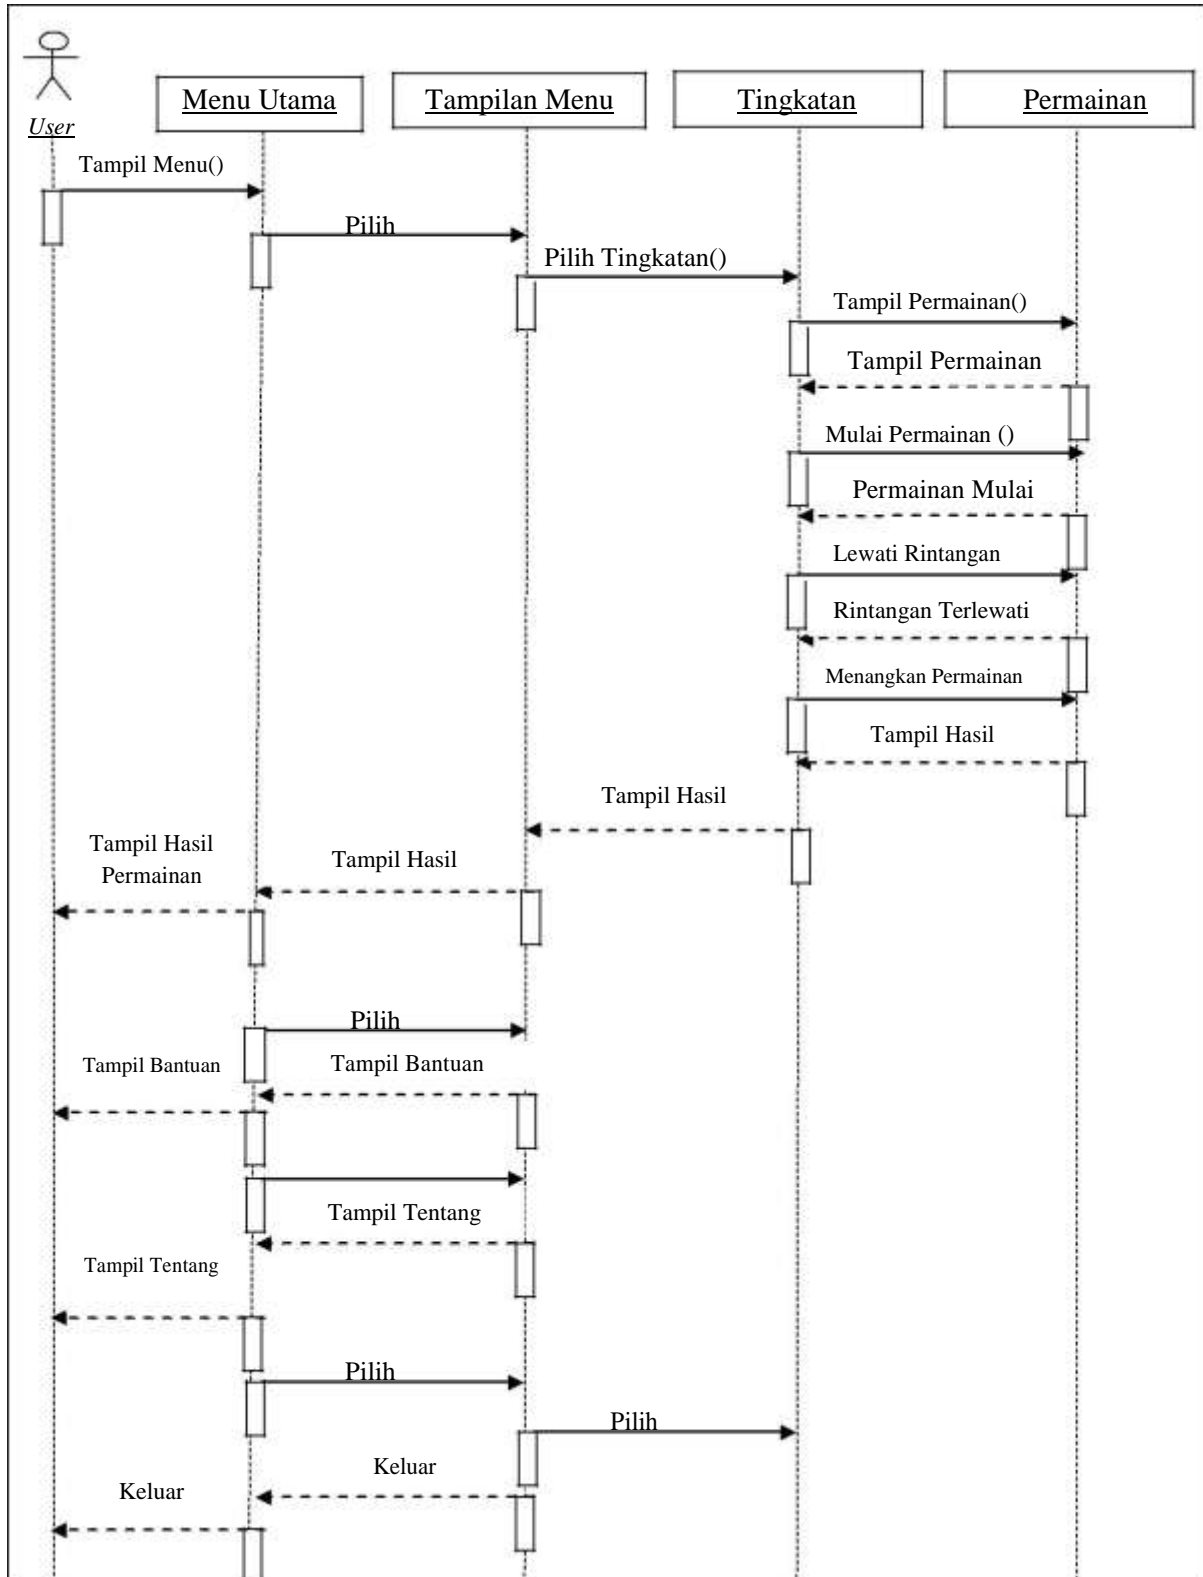 User
Menu Utama
Tampilan Menu
Tingkatan
Permainan
Tampil Menu()
Pilih
Pilih Tingkatan()
Tampil Permainan()
Tampil Permainan
Mulai Permainan ()
Permainan Mulai
Lewati Rintangan
Rintangan Terlewati
Menangkan Permainan
Tampil Hasil
Tampil Hasil
Tampil Hasil
Tampil Hasil
Permainan
Pilih
Tampil Bantuan
Tampil Bantuan
Tampil Tentang
Tampil Tentang
Pilih
Pilih
Keluar
Keluar